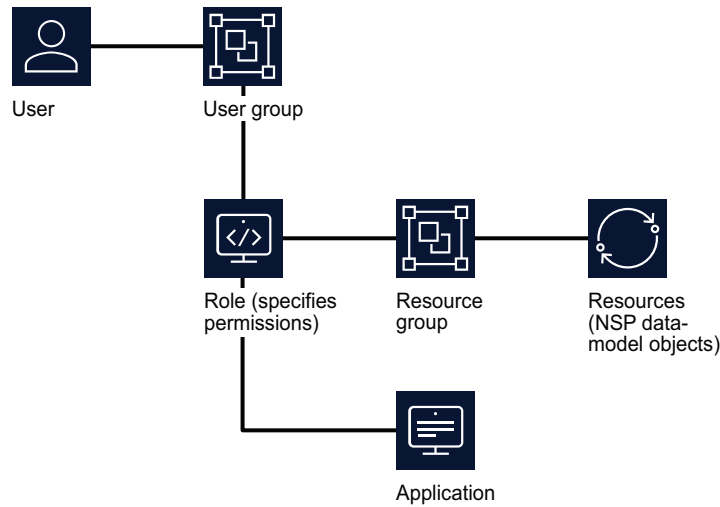 User
User group
Role (specifies
permissions)
Resource
group
Resources
(NSP data-
model objects)
Application